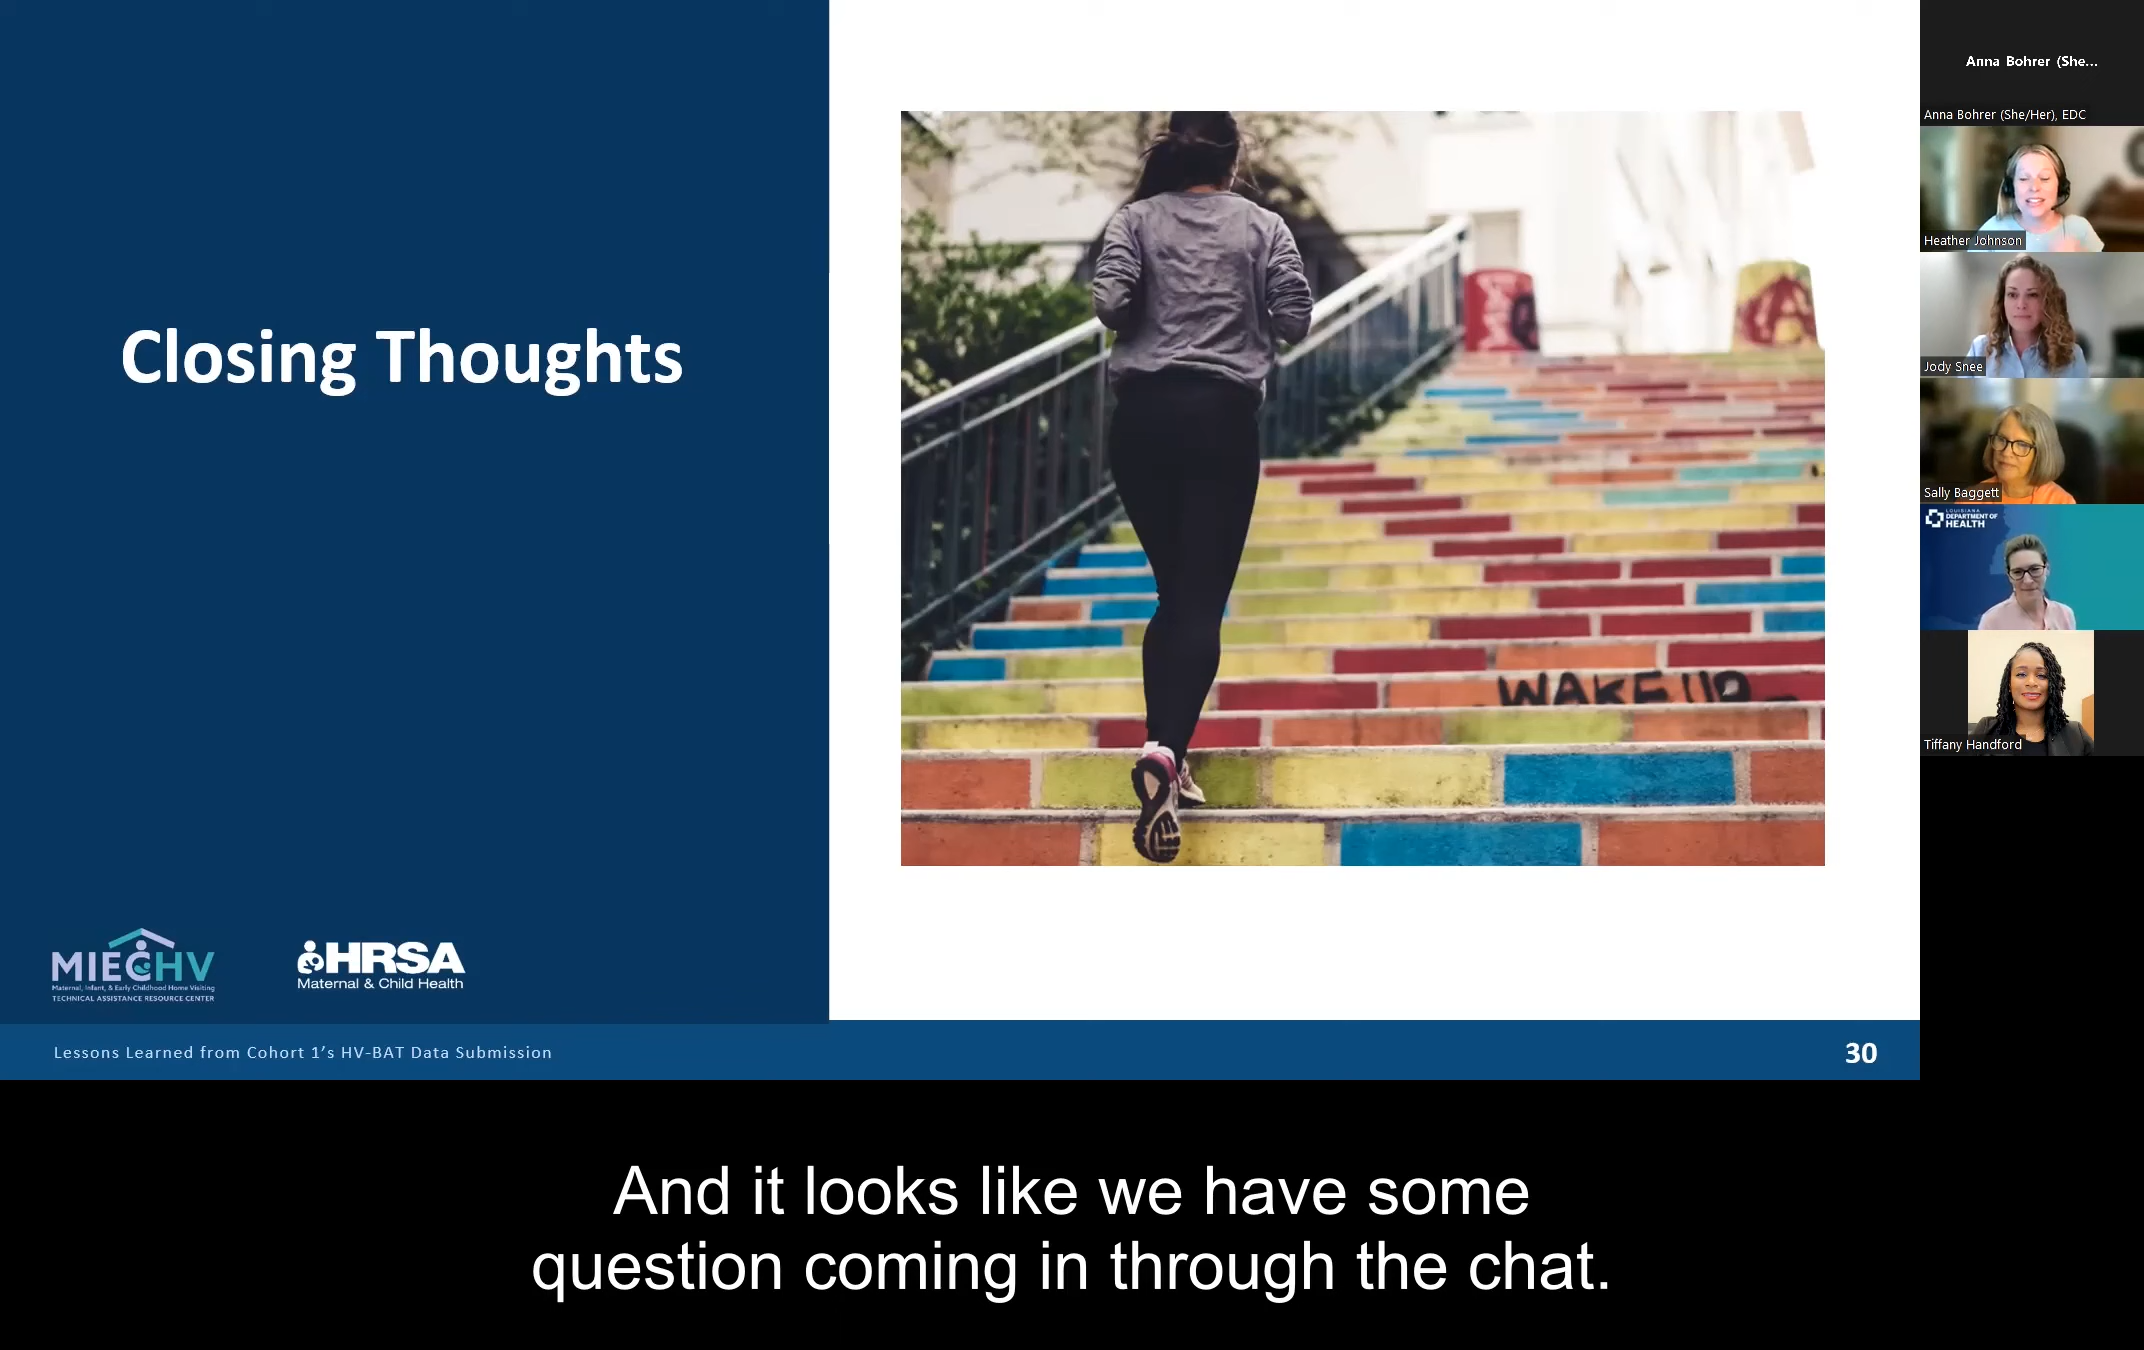 Closing Thoughts
WAKE UP
MIECHV
Maternal, Infant, & Early Childhood Home Visiting
TECHNICAL ASSISTANCE RESOURCE CENTER
HRSA
Maternal & Child Health
Lessons Learned from Cohort 1's HV-BAT Data Submission
30
Anna Bohrer (She...
Anna Bohrer (She/Her), EDC
Heather Johnson
Jody Snee
Sally Baggett
LOUISIANA
DEPARTMENT OF
HEALTH
Tiffany Handford
And it looks like we have some
question coming in through the chat.